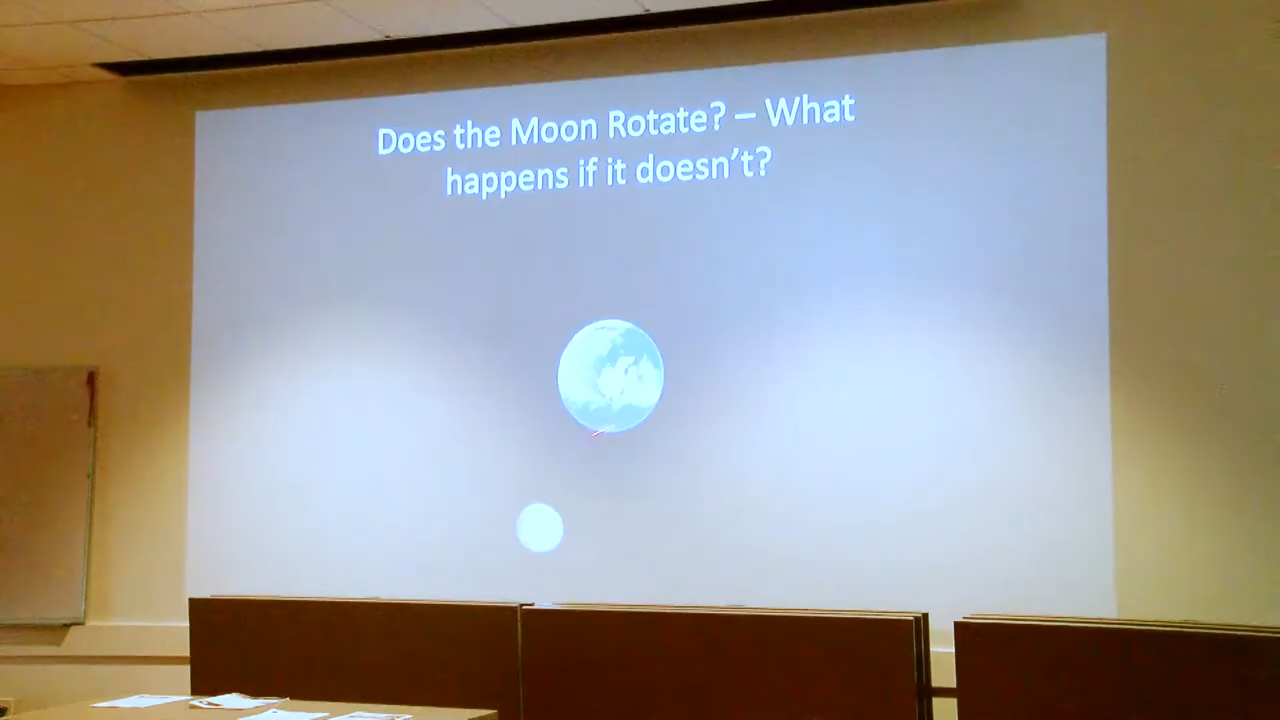 Does the Moon Rotate? – What
happens if it doesn’t?